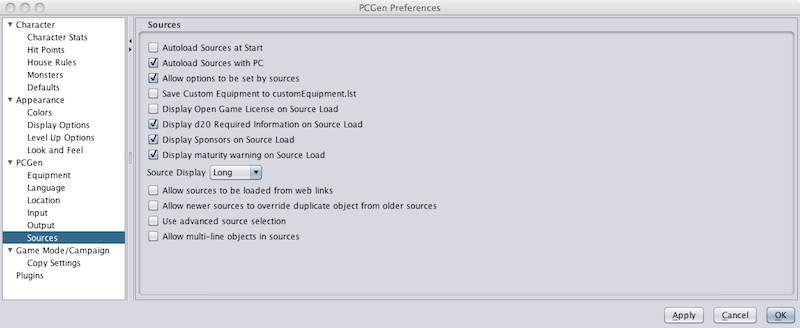 PCGen Preferences
Character
Character Stats
Hit Points
House Rules
Monsters
Defaults
Appearance
Colors
Display Options
Level Up Options
Look and Feel
PCGen
Equipment
Language
Location
Input
Output
Sources
Game Mode/Campaign
Copy Settings
Plugins
Sources
Autoload Sources at Start
Autoload Sources with PC
Allow options to be set by sources
Save Custom Equipment to customEquipment.lst
Display Open Game License on Source Load
Display d20 Required Information on Source Load
Display Sponsors on Source Load
Display maturity warning on Source Load
Source Display Long
Allow sources to be loaded from web links
Allow newer sources to override duplicate object from older sources
Use advanced source selection
Allow multi-line objects in sources
Apply Cancel OK